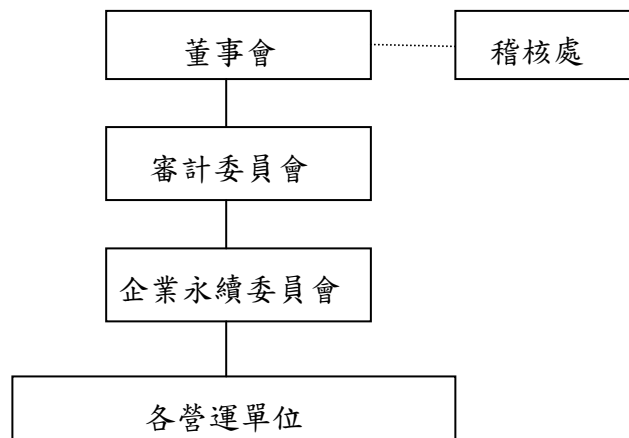 董事會
稽核處
審計委員會
企業永續委員會
各營運單位